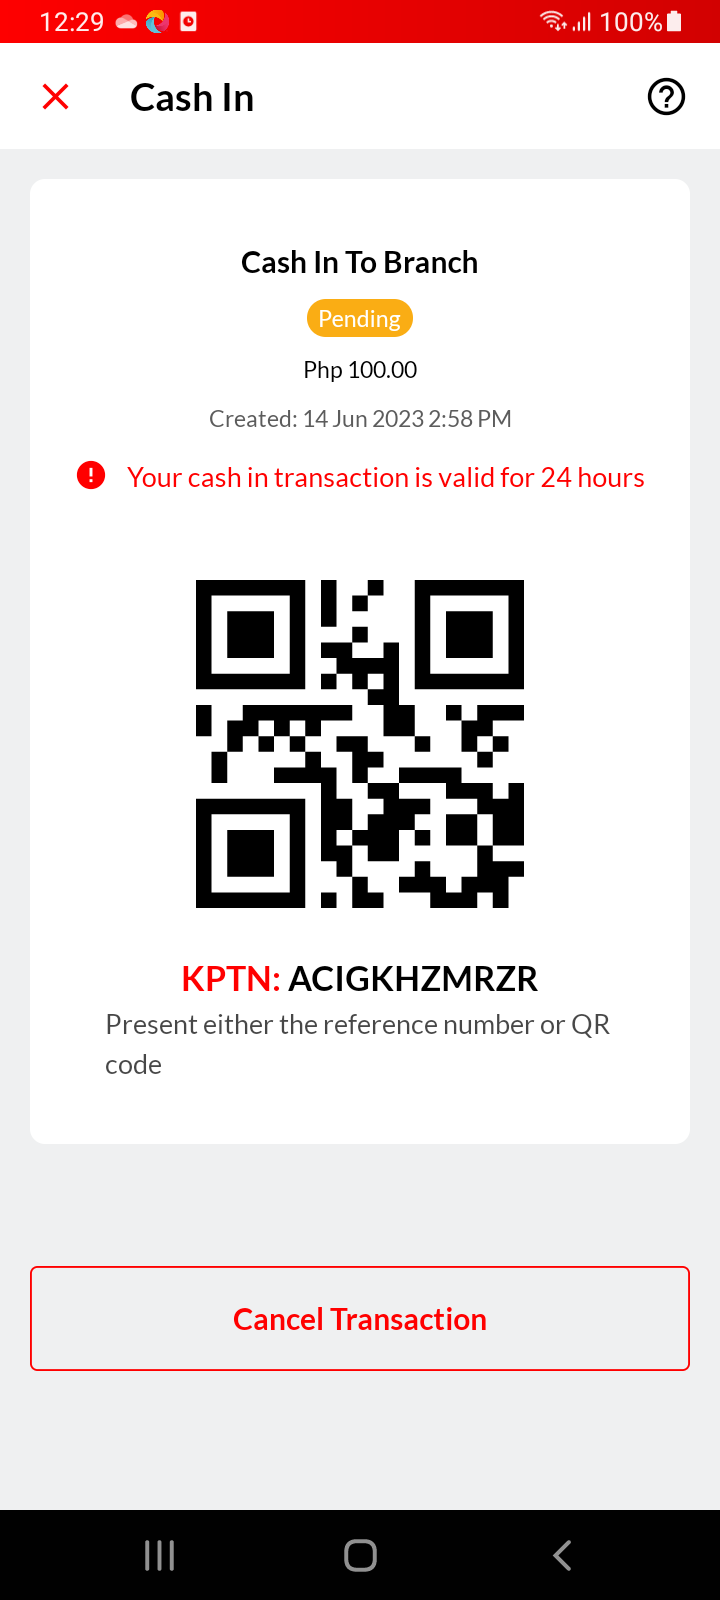 12:29
100%
Cash In
Cash In To Branch
Pending
Php 100.00
Created: 14 Jun 2023 2:58 PM
Your cash in transaction is valid for 24 hours
KPTN: ACIGKHZMRZR
Present either the reference number or QR
code
Cancel Transaction